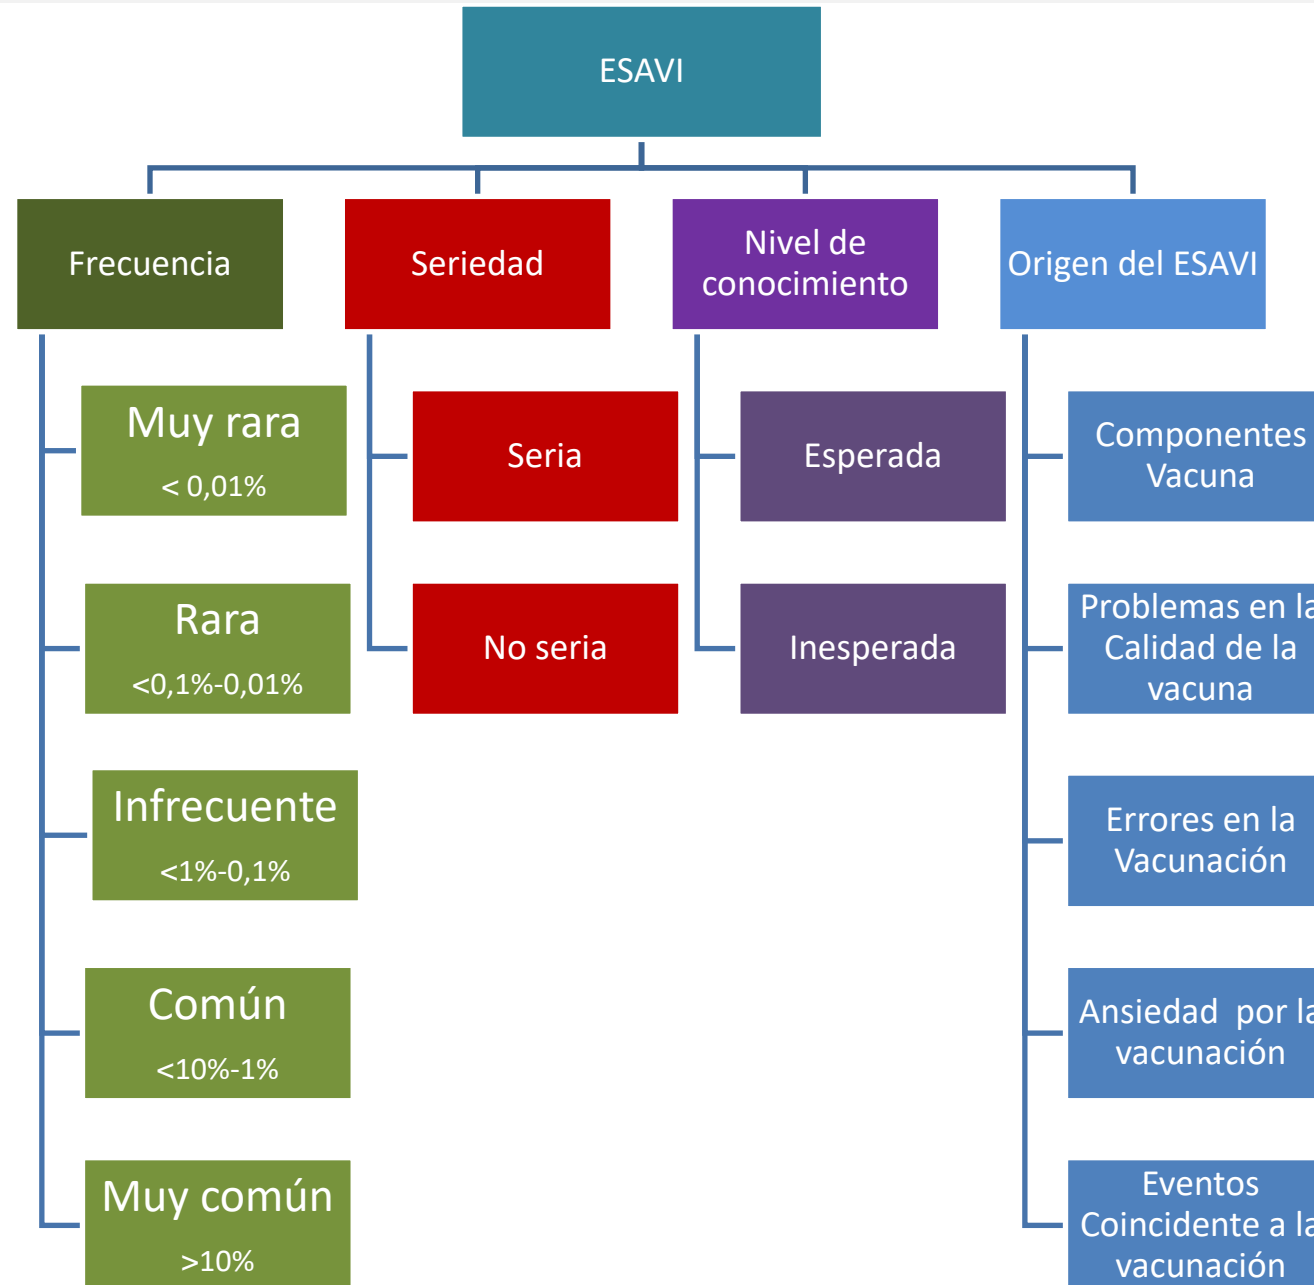 ESAVI
Frecuencia
Muy rara
< 0,01%
Rara
<0,1%-0,01%
Infrecuente
<1%-0,1%
Común
<10%-1%
Muy común
>10%
Seriedad
Seria
No seria
Nivel de
conocimiento
Esperada
Inesperada
Origen del ESAVI
Componentes
Vacuna
Problemas en la
Calidad de la
vacuna
Errores en la
Vacunación
Ansiedad  por la
vacunación
Eventos
Coincidente a la
vacunación